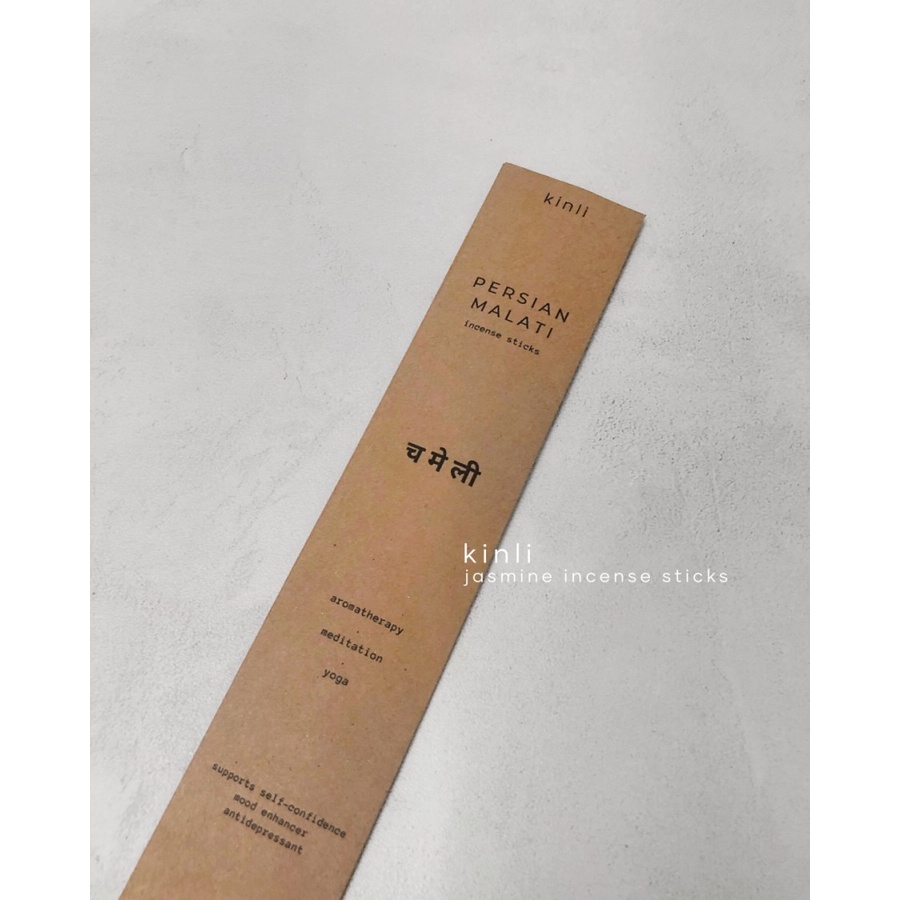 kinli
PERSIAN
MALATI
incense sticks
चमेली
kinli
jasmine incense sticks
aromatherapy
.
meditation
.
yoga
supports self-confidence
mood enhancer
antidepressant